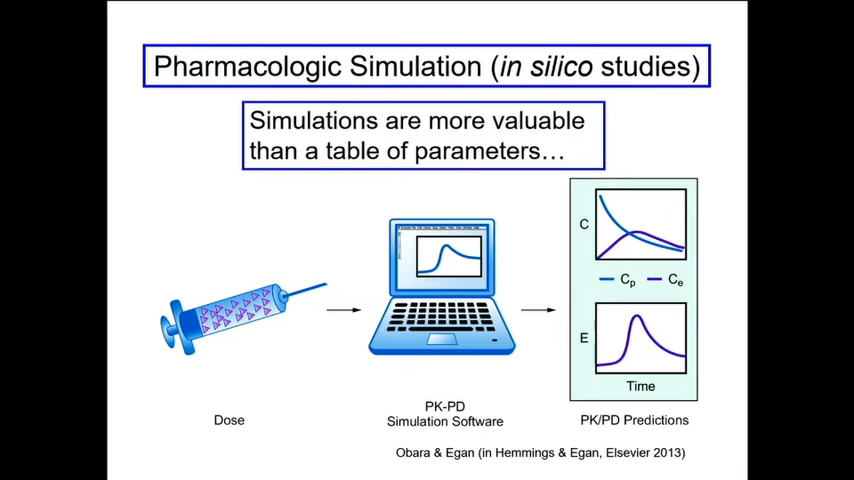 Pharmacologic Simulation (in silico studies)
Simulations are more valuable
than a table of parameters…
C
Cp Ce
E
Time
Dose
PK-PD
Simulation Software
PK/PD Predictions
Obara & Egan (in Hemmings & Egan, Elsevier 2013)